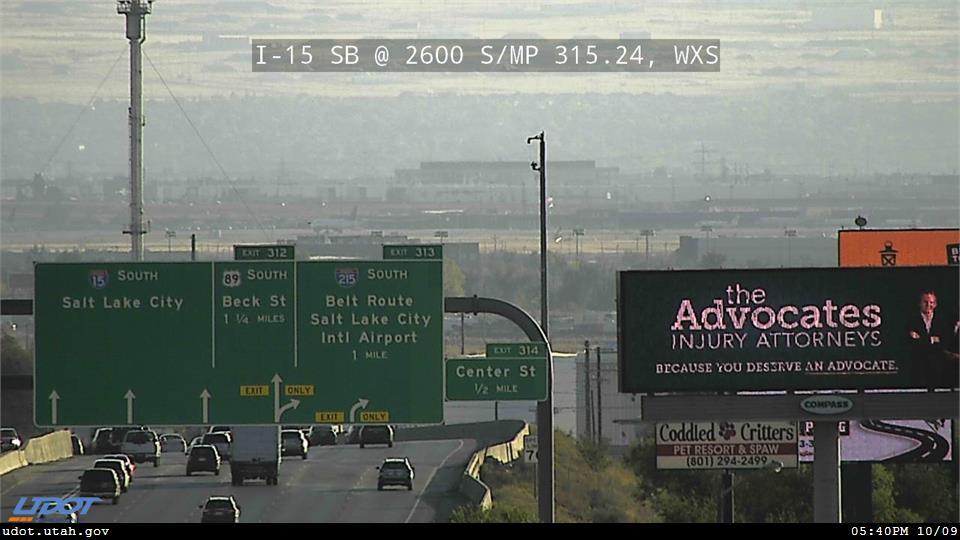 I-15 SB @ 2600 S/MP 315.24, WXS
EXIT 312
EXIT 313
15 SOUTH
Salt Lake City
89 SOUTH
Beck St
1 ¼ MILES
215 SOUTH
Belt Route
Salt Lake City
Intl Airport
1 MILE
EXIT ONLY
EXIT ONLY
EXIT 314
Center St
½ MILE
the
Advocates
INJURY ATTORNEYS
BECAUSE YOU DESERVE AN ADVOCATE.
COMPASS
Coddled Critters
PET RESORT & SPAW
(801) 294-2499
UDOT
udot.utah.gov
05:40PM 10/09